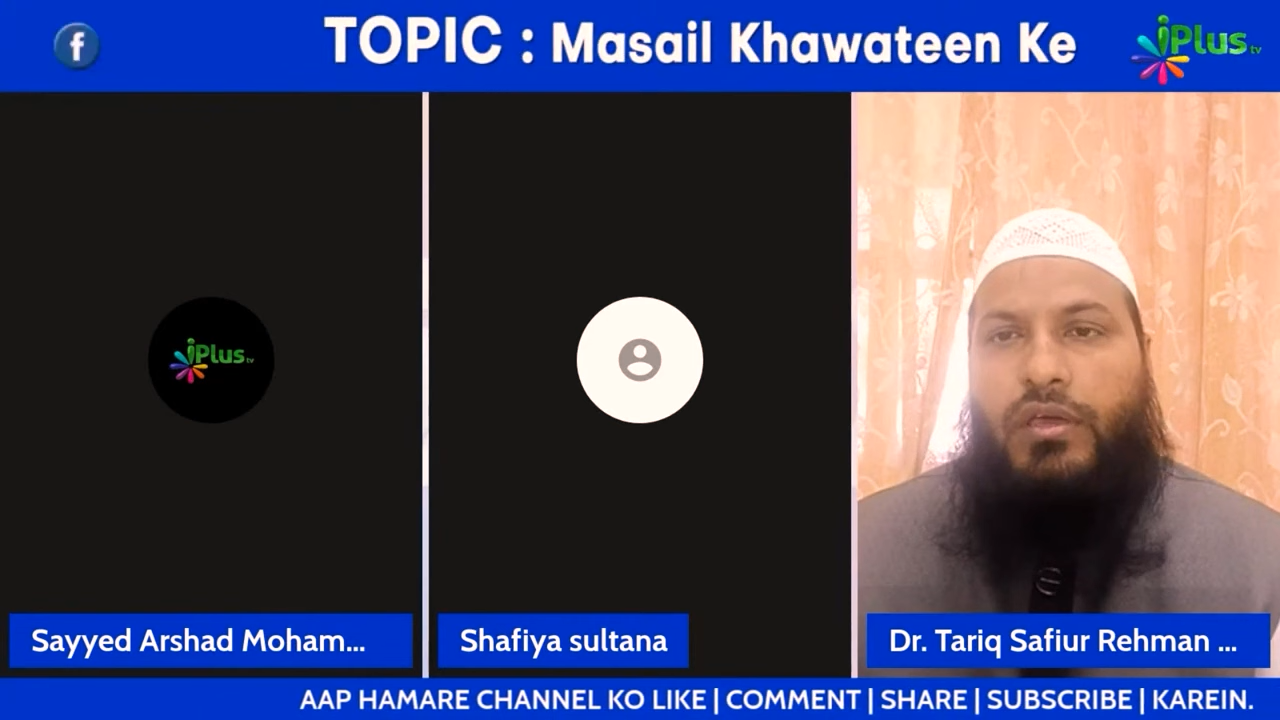 f
TOPIC : Masail Khawateen Ke
iPlus tv
iPlus tv
Sayyed Arshad Moham...
Shafiya sultana
Dr. Tariq Safiur Rehman ...
AAP HAMARE CHANNEL KO LIKE | COMMENT | SHARE | SUBSCRIBE | KAREIN.